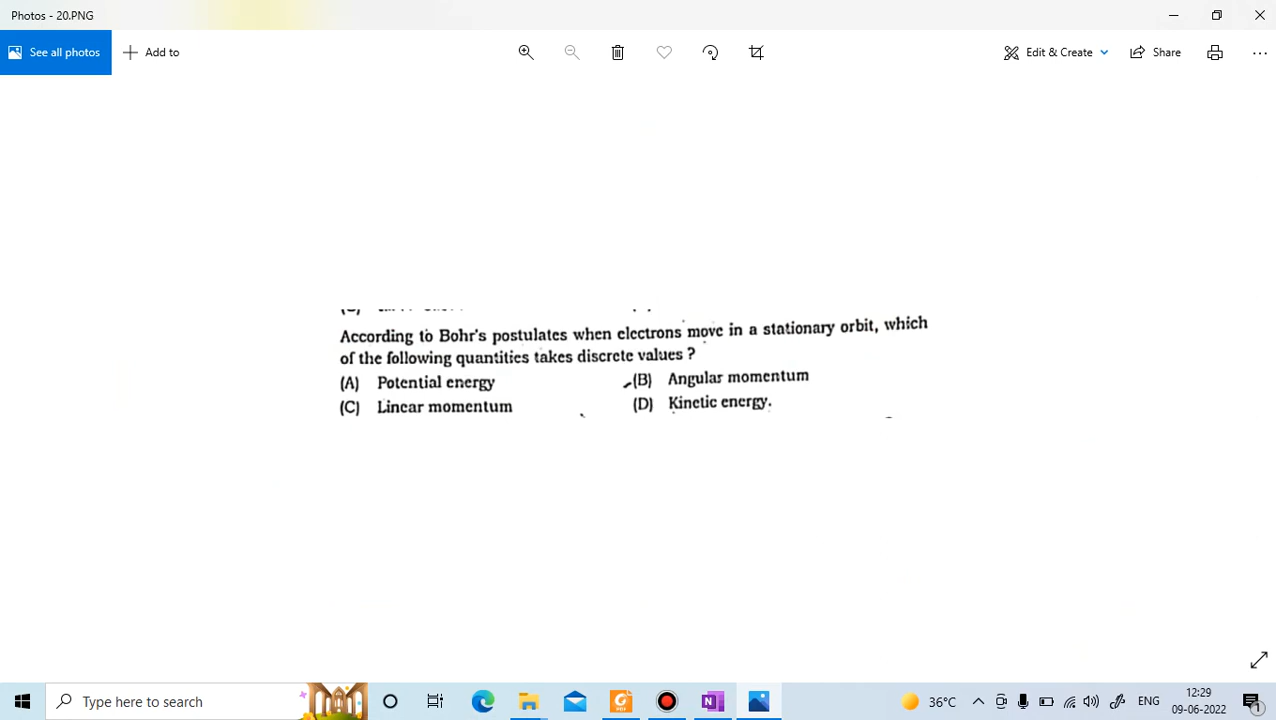 Photos - 20.PNG
See all photos
Add to
Edit & Create
Share
According to Bohr's postulates when electrons move in a stationary orbit, which
of the following quantities takes discrete values ?
(A) Potential energy (B) Angular momentum
(C) Linear momentum (D) Kinetic energy.
Type here to search
36°C
ENG
12:29
09-06-2022
1